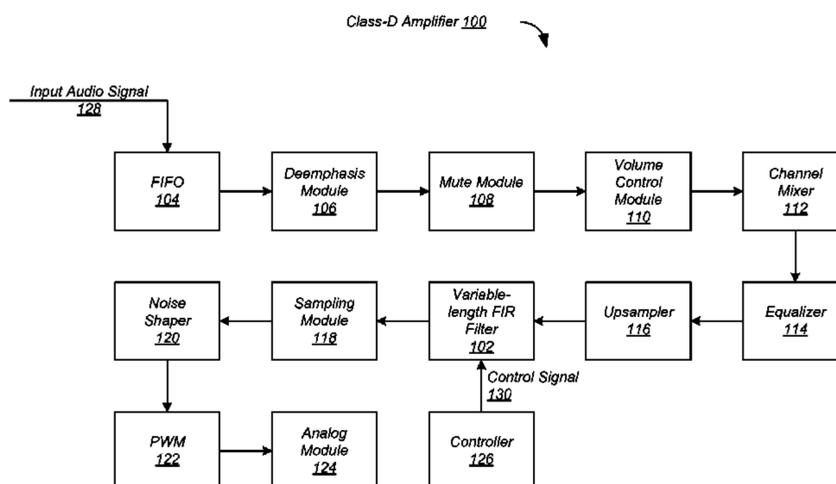 Class-D Amplifier 100
Input Audio Signal
128
FIFO
104
Deemphasis
Module
106
Mute Module
108
Volume
Control
Module
110
Channel
Mixer
112
Noise
Shaper
120
Sampling
Module
118
Variable-
length FIR
Filter
102
Upsampler
116
Equalizer
114
Control Signal
130
PWM
122
Analog
Module
124
Controller
126